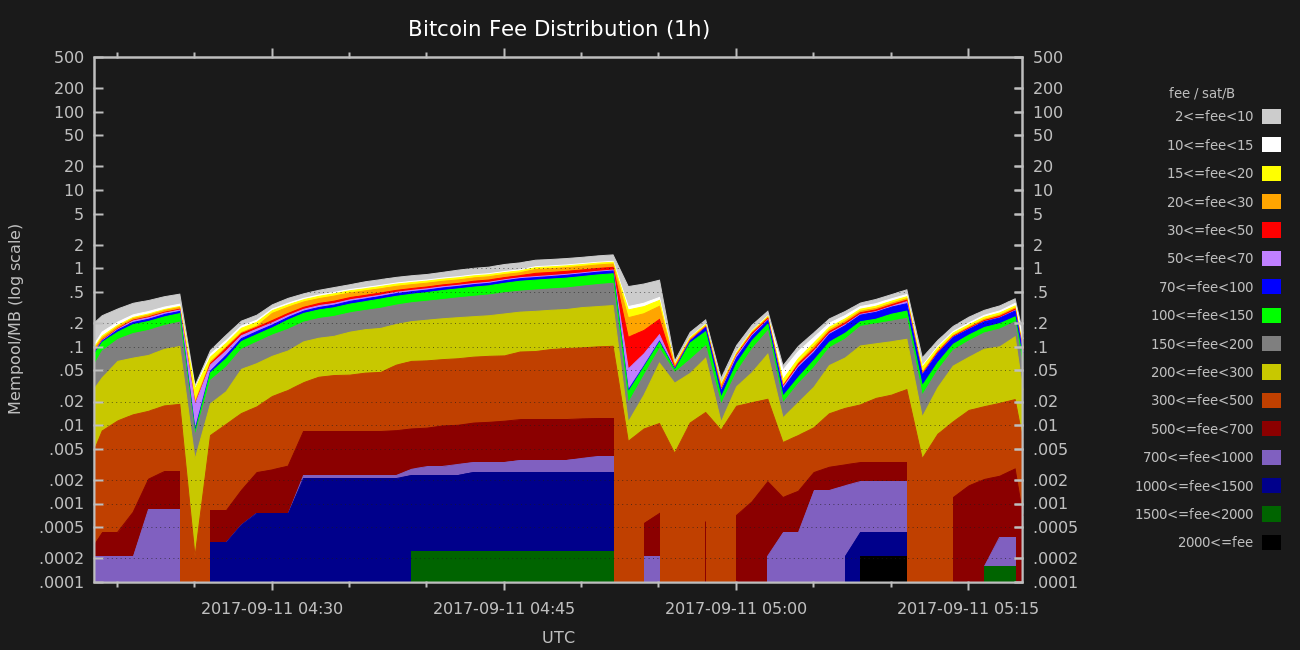 Bitcoin Fee Distribution (1h)
Mempool/MB (log scale)
500
200
100
50
20
10
5
2
1
.5
.2
.1
.05
.02
.01
.005
.002
.001
.0005
.0002
.0001
500
200
100
50
20
10
5
2
1
.5
.2
.1
.05
.02
.01
.005
.002
.001
.0005
.0002
.0001
2017-09-11 04:30
2017-09-11 04:45
2017-09-11 05:00
2017-09-11 05:15
UTC
fee / sat/B
2<=fee<10
10<=fee<15
15<=fee<20
20<=fee<30
30<=fee<50
50<=fee<70
70<=fee<100
100<=fee<150
150<=fee<200
200<=fee<300
300<=fee<500
500<=fee<700
700<=fee<1000
1000<=fee<1500
1500<=fee<2000
2000<=fee